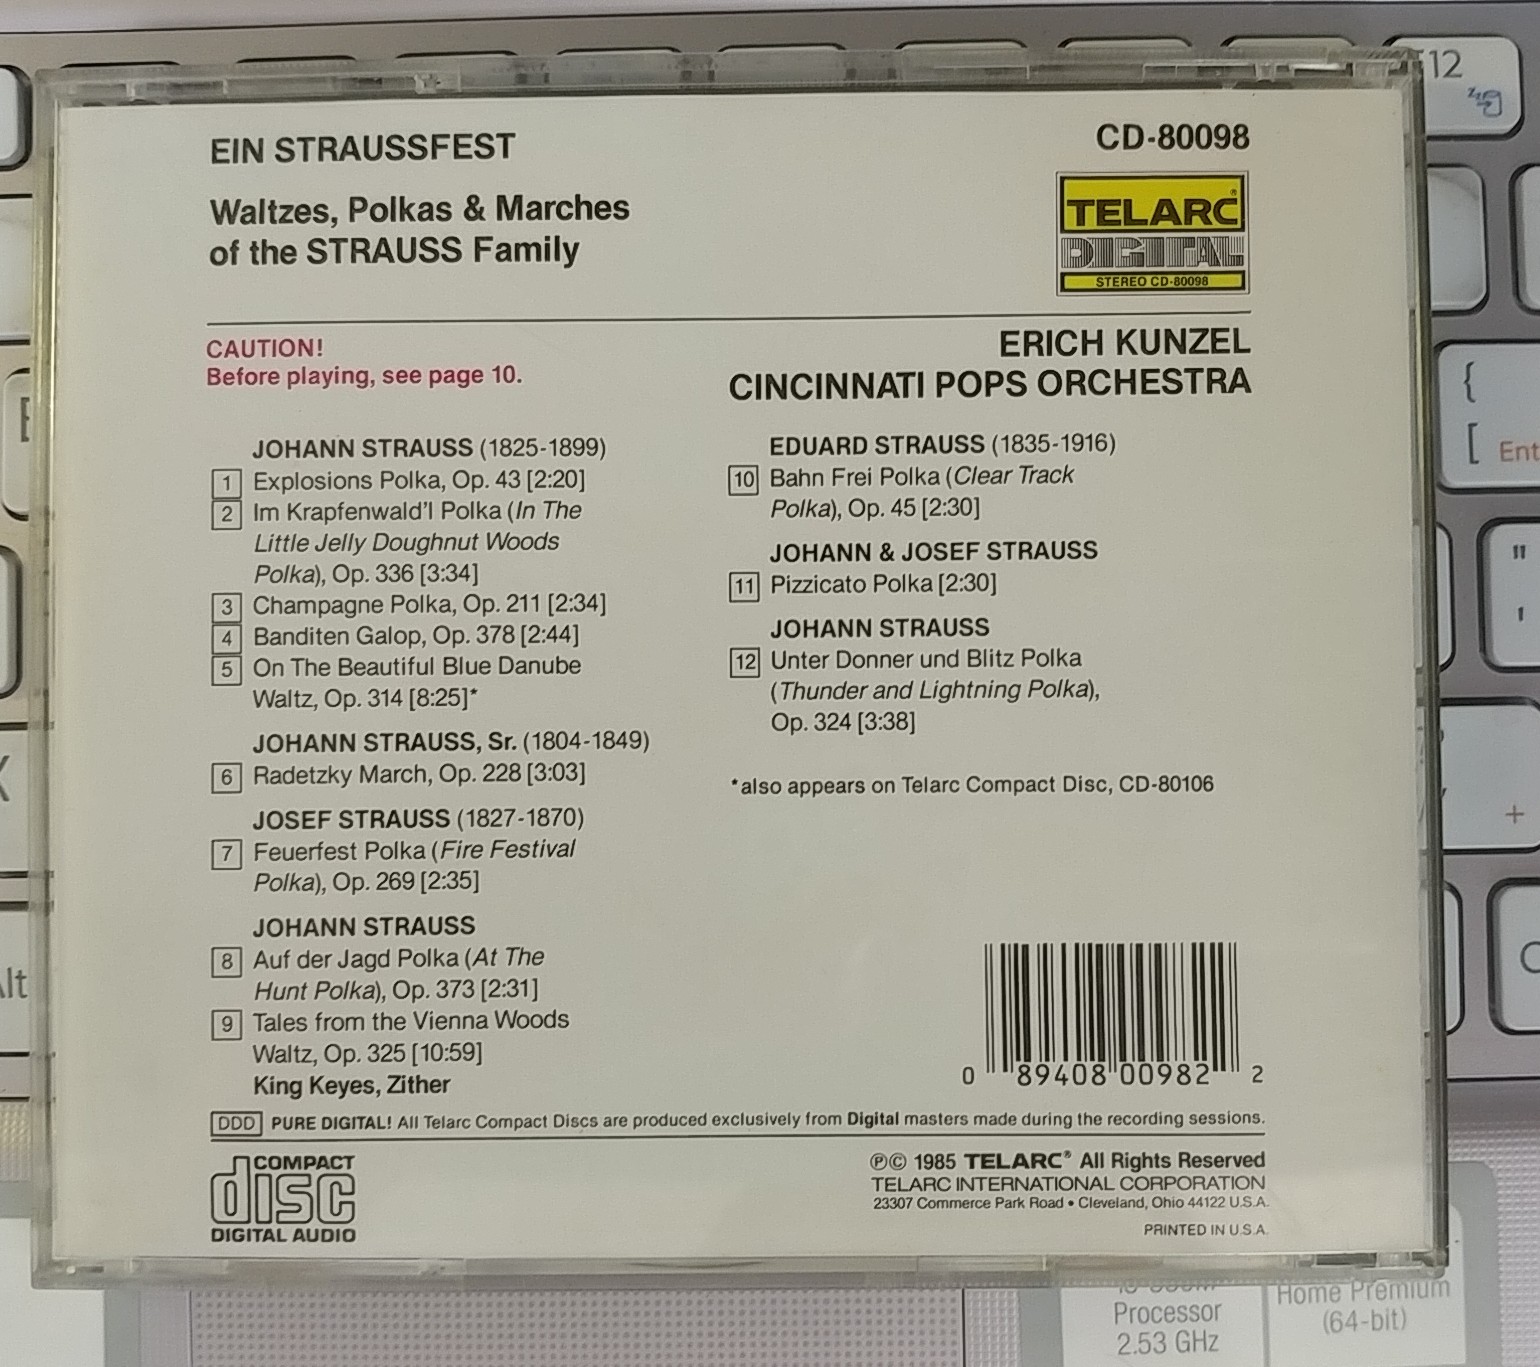 EIN STRAUSSFEST
Waltzes, Polkas & Marches
of the STRAUSS Family
CD-80098
TELARC®
DIGITAL
STEREO CD-80098
CAUTION!
Before playing, see page 10.
ERICH KUNZEL
CINCINNATI POPS ORCHESTRA
JOHANN STRAUSS (1825-1899)
1 Explosions Polka, Op. 43 [2:20]
2 Im Krapfenwald'l Polka (In The
Little Jelly Doughnut Woods
Polka), Op. 336 [3:34]
3 Champagne Polka, Op. 211 [2:34]
4 Banditen Galop, Op. 378 [2:44]
5 On The Beautiful Blue Danube
Waltz, Op. 314 [8:25]*
JOHANN STRAUSS, Sr. (1804-1849)
6 Radetzky March, Op. 228 [3:03]
JOSEF STRAUSS (1827-1870)
7 Feuerfest Polka (Fire Festival
Polka), Op. 269 [2:35]
JOHANN STRAUSS
8 Auf der Jagd Polka (At The
Hunt Polka), Op. 373 [2:31]
9 Tales from the Vienna Woods
Waltz, Op. 325 [10:59]
King Keyes, Zither
EDUARD STRAUSS (1835-1916)
10 Bahn Frei Polka (Clear Track
Polka), Op. 45 [2:30]
JOHANN & JOSEF STRAUSS
11 Pizzicato Polka [2:30]
JOHANN STRAUSS
12 Unter Donner und Blitz Polka
(Thunder and Lightning Polka),
Op. 324 [3:38]
*also appears on Telarc Compact Disc, CD-80106
0 89408 00982 2
DDD PURE DIGITAL! All Telarc Compact Discs are produced exclusively from Digital masters made during the recording sessions.
COMPACT
disc
DIGITAL AUDIO
℗© 1985 TELARC® All Rights Reserved
TELARC INTERNATIONAL CORPORATION
23307 Commerce Park Road • Cleveland, Ohio 44122 U.S.A.
PRINTED IN U.S.A.
12
{
[ Ent
"
'
+
Processor
2.53 GHz
Home Premium
(64-bit)